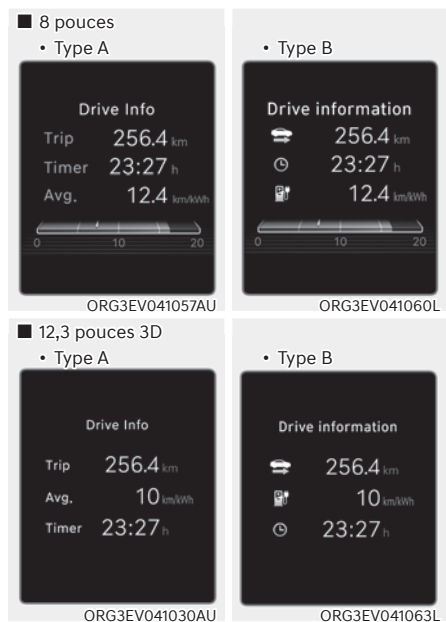 ■ 8 pouces
• Type A
Drive Info
Trip 256.4 km
Timer 23:27 h
Avg. 12.4 km/kWh
0 10 20
ORG3EV041057AU
• Type B
Drive information
256.4 km
23:27 h
12.4 km/kWh
0 10 20
ORG3EV041060L
■ 12,3 pouces 3D
• Type A
Drive Info
Trip 256.4 km
Avg. 10 km/kWh
Timer 23:27 h
ORG3EV041030AU
• Type B
Drive information
256.4 km
10 km/kWh
23:27 h
ORG3EV041063L